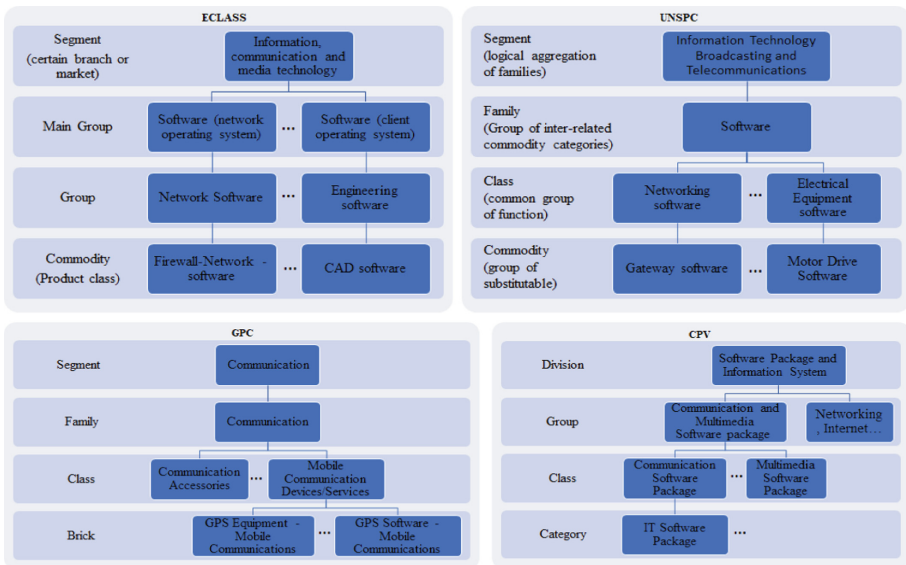 ECLASS
Segment
(certain branch or
market)
Information,
communication and
media technology
Main Group
Software (network
operating system)
...
Software (client
operating system)
Group
Network Software
...
Engineering
software
Commodity
(Product class)
Firewall-Network -
software
...
CAD software
UNSPC
Segment
(logical aggregation
of families)
Information Technology
Broadcasting and
Telecommunications
Family
(Group of inter-related
commodity categories)
Software
Class
(common group
of function)
Networking
software
...
Electrical
Equipment
software
Commodity
(group of
substitutable)
Gateway software
...
Motor Drive
Software
GPC
Segment
Communication
Family
Communication
Class
Communication
Accessories
...
Mobile
Communication
Devices/Services
Brick
GPS Equipment -
Mobile
Communications
...
GPS Software -
Mobile
Communications
CPV
Division
Software Package and
Information System
Group
Communication and
Multimedia
Software package
Networking
, Internet...
Class
Communication
Software
Package
...
Multimedia
Software
Package
Category
IT Software
Package
...